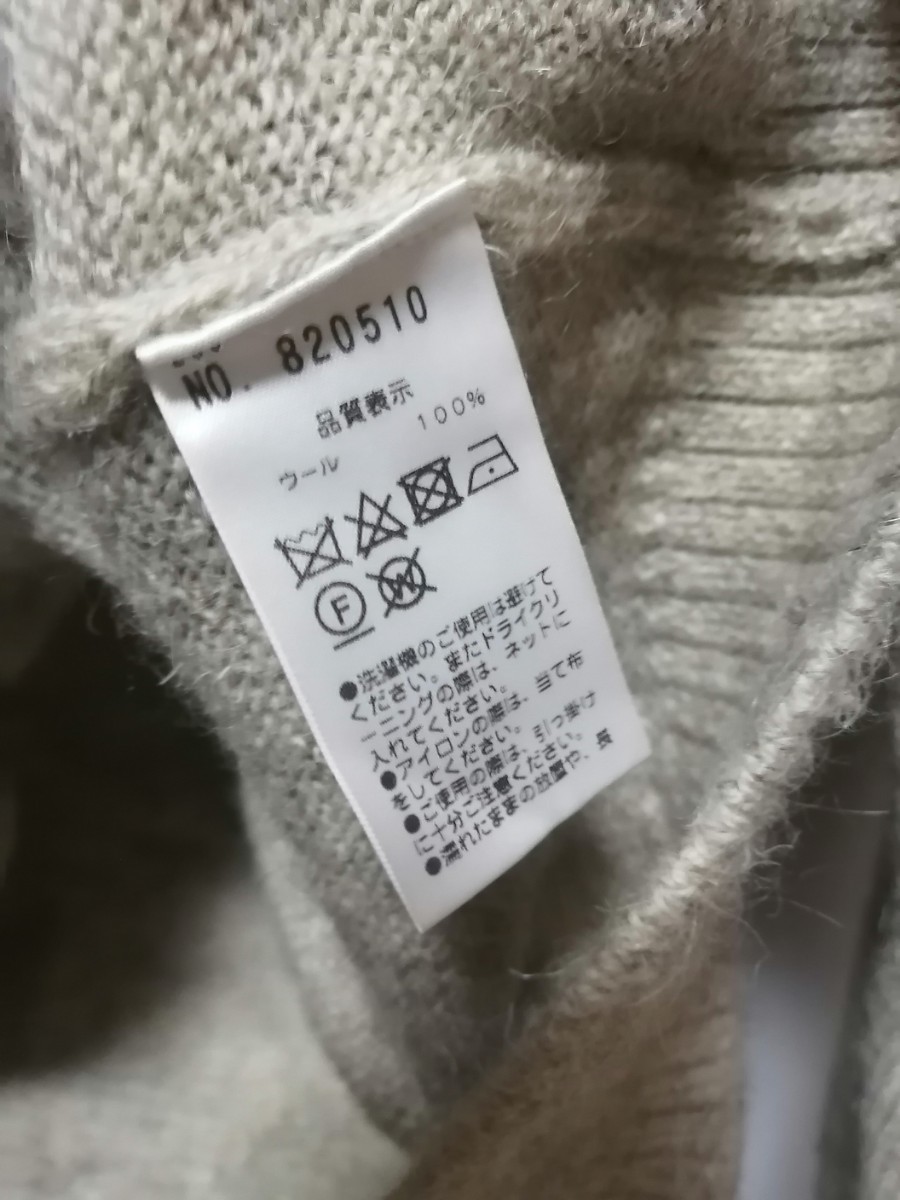 NO. 820510
品質表示
ウール 100%
F W
●洗濯機のご使用は避けて
ください。またドライクリ
ーニングの際は、ネットに
入れてください。
●アイロンの際は、当て布
をしてください。
●ご使用の際は、引っ掛け
に十分ご注意ください。
●濡れたままの放置や、長